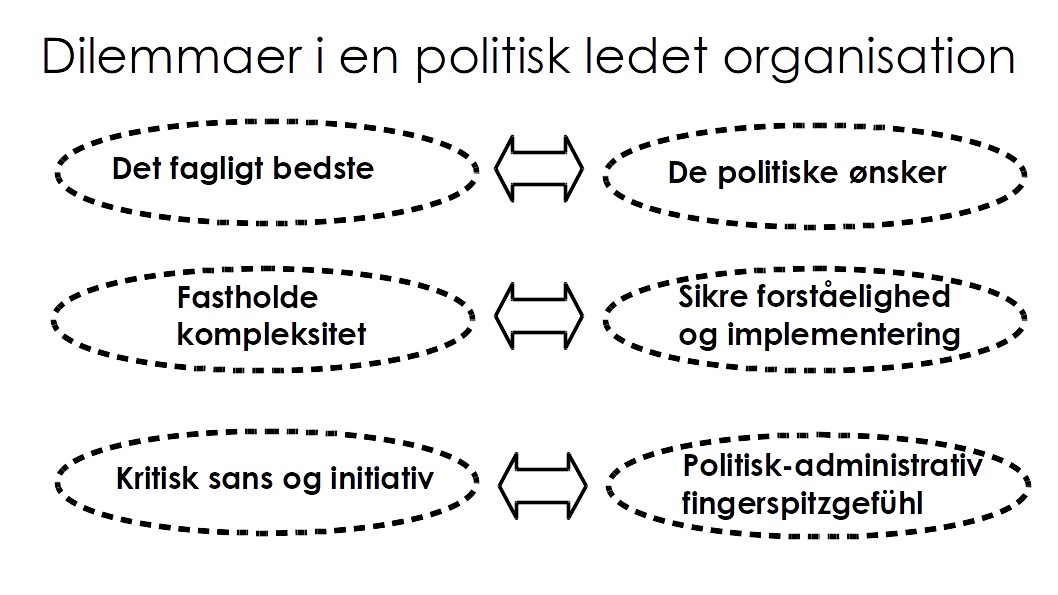 Dilemmaer i en politisk ledet organisation
Det fagligt bedste
De politiske ønsker
Fastholde
kompleksitet
Sikre forståelighed
og implementering
Kritisk sans og initiativ
Politisk-administrativ
fingerspitzgefühl